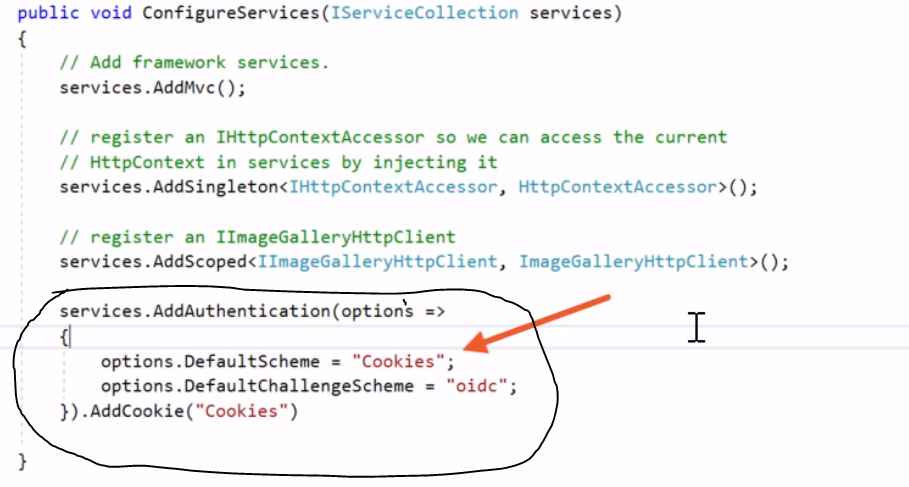 public void ConfigureServices(IServiceCollection services)
{
// Add framework services.
services.AddMvc();
// register an IHttpContextAccessor so we can access the current
// HttpContext in services by injecting it
services.AddSingleton<IHttpContextAccessor, HttpContextAccessor>();
// register an IImageGalleryHttpClient
services.AddScoped<IImageGalleryHttpClient, ImageGalleryHttpClient>();
services.AddAuthentication(options =>
{
options.DefaultScheme = "Cookies";
options.DefaultChallengeScheme = "oidc";
}).AddCookie("Cookies")
}